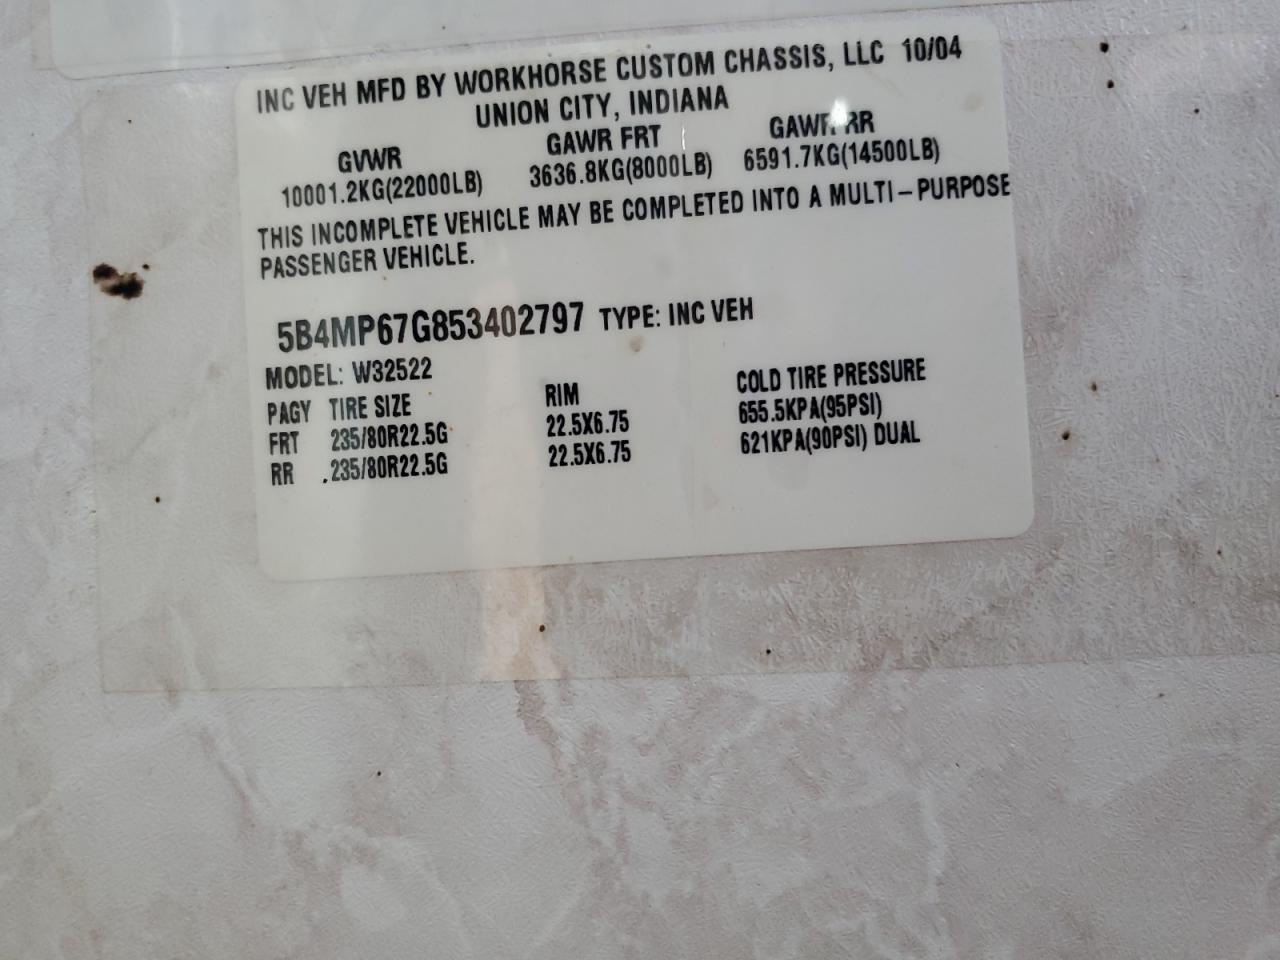 INC VEH MFD BY WORKHORSE CUSTOM CHASSIS, LLC 10/04
UNION CITY, INDIANA
GVWR GAWR FRT GAWR RR
10001.2KG(22000LB) 3636.8KG(8000LB) 6591.7KG(14500LB)
THIS INCOMPLETE VEHICLE MAY BE COMPLETED INTO A MULTI-PURPOSE
PASSENGER VEHICLE.
5B4MP67G853402797 TYPE: INC VEH
MODEL: W32522
PAGY TIRE SIZE RIM COLD TIRE PRESSURE
FRT 235/80R22.5G 22.5X6.75 655.5KPA(95PSI)
RR .235/80R22.5G 22.5X6.75 621KPA(90PSI) DUAL